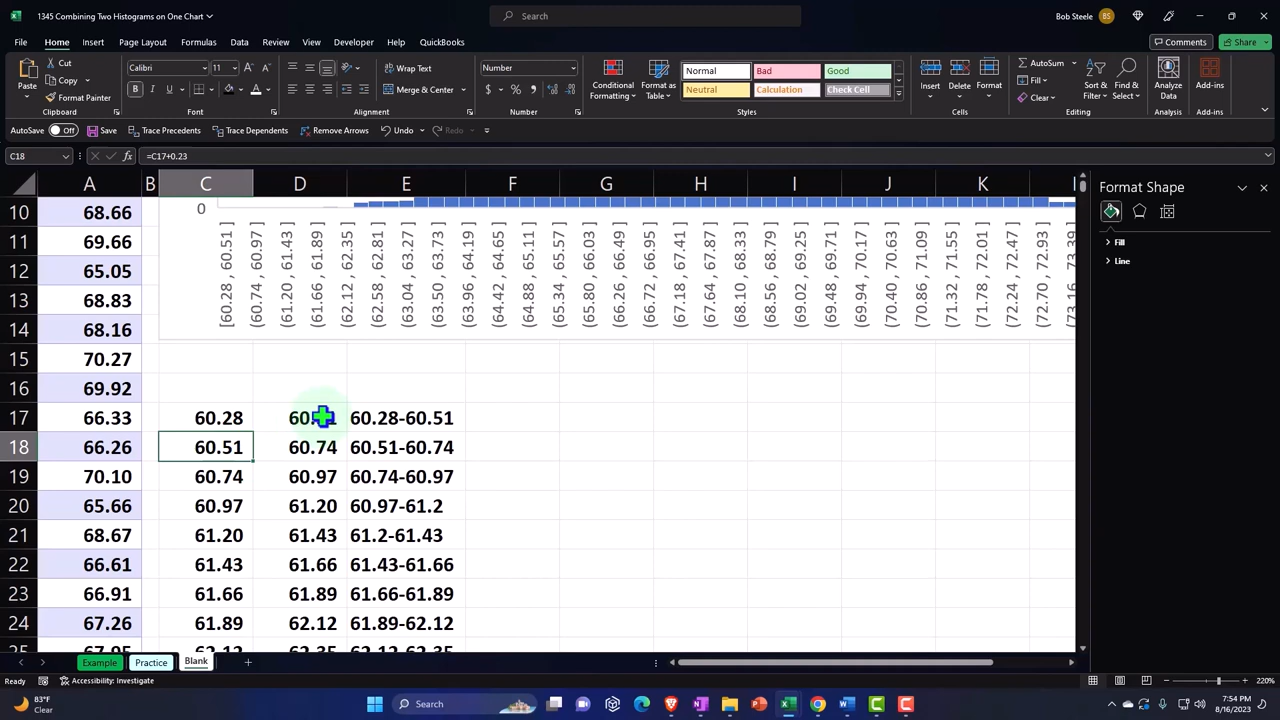 1345 Combining Two Histograms on One Chart
Search
Bob Steele BS
File Home Insert Page Layout Formulas Data Review View Developer Help QuickBooks Comments Share
Paste Cut Copy Format Painter
Calibri 11 Wrap Text Merge & Center
Number
Conditional Formatting Format as Table
Normal Bad Good
Neutral Calculation Check Cell
Insert Delete Format
AutoSum Fill Clear
Sort & Filter Find & Select Analyze Data Add-ins
Clipboard Font Alignment Number Styles Cells Editing Analysis Add-ins
AutoSave Off Save Trace Precedents Trace Dependents Remove Arrows Undo Redo
C18 fx =C17+0.23
Format Shape
Fill
Line
A B C D E F G H I J K
0
[60.28 , 60.51]
(60.74 , 60.97]
(61.20 , 61.43]
(61.66 , 61.89]
(62.12 , 62.35]
(62.58 , 62.81]
(63.04 , 63.27]
(63.50 , 63.73]
(63.96 , 64.19]
(64.42 , 64.65]
(64.88 , 65.11]
(65.34 , 65.57]
(65.80 , 66.03]
(66.26 , 66.49]
(66.72 , 66.95]
(67.18 , 67.41]
(67.64 , 67.87]
(68.10 , 68.33]
(68.56 , 68.79]
(69.02 , 69.25]
(69.48 , 69.71]
(69.94 , 70.17]
(70.40 , 70.63]
(70.86 , 71.09]
(71.32 , 71.55]
(71.78 , 72.01]
(72.24 , 72.47]
(72.70 , 72.93]
(73.16 , 73.39
10 68.66
11 69.66
12 65.05
13 68.83
14 68.16
15 70.27
16 69.92
17 66.33 60.28 60.28-60.51
18 66.26 60.51 60.74 60.51-60.74
19 70.10 60.74 60.97 60.74-60.97
20 65.66 60.97 61.20 60.97-61.2
21 68.67 61.20 61.43 61.2-61.43
22 66.61 61.43 61.66 61.43-61.66
23 66.91 61.66 61.89 61.66-61.89
24 67.26 61.89 62.12 61.89-62.12
25 67.95 62.12 62.35 62.12-62.35
Example Practice Blank
Ready Accessibility: Investigate 220%
83°F
Clear
Search
7:54 PM
8/16/2023